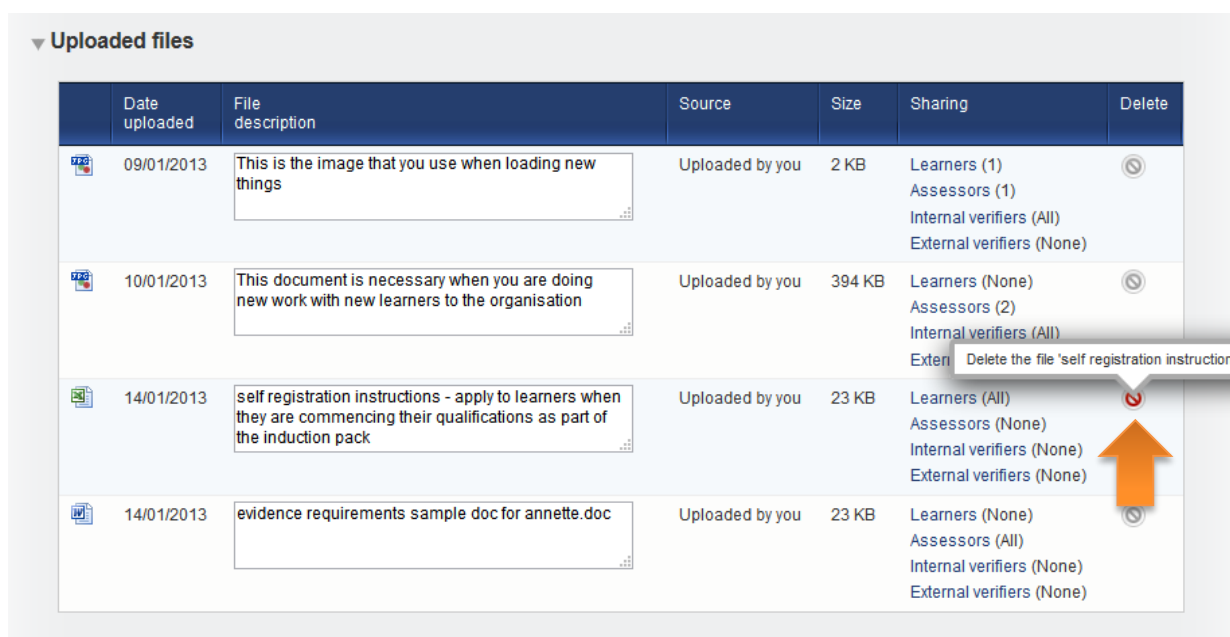 Uploaded files
Date uploaded File description Source Size Sharing Delete
09/01/2013 This is the image that you use when loading new things Uploaded by you 2 KB Learners (1)
Assessors (1)
Internal verifiers (All)
External verifiers (None)
10/01/2013 This document is necessary when you are doing new work with new learners to the organisation Uploaded by you 394 KB Learners (None)
Assessors (2)
Internal verifiers (All)
Exten
Delete the file 'self registration instruction
14/01/2013 self registration instructions - apply to learners when they are commencing their qualifications as part of the induction pack Uploaded by you 23 KB Learners (All)
Assessors (None)
Internal verifiers (None)
External verifiers (None)
14/01/2013 evidence requirements sample doc for annette.doc Uploaded by you 23 KB Learners (None)
Assessors (All)
Internal verifiers (None)
External verifiers (None)